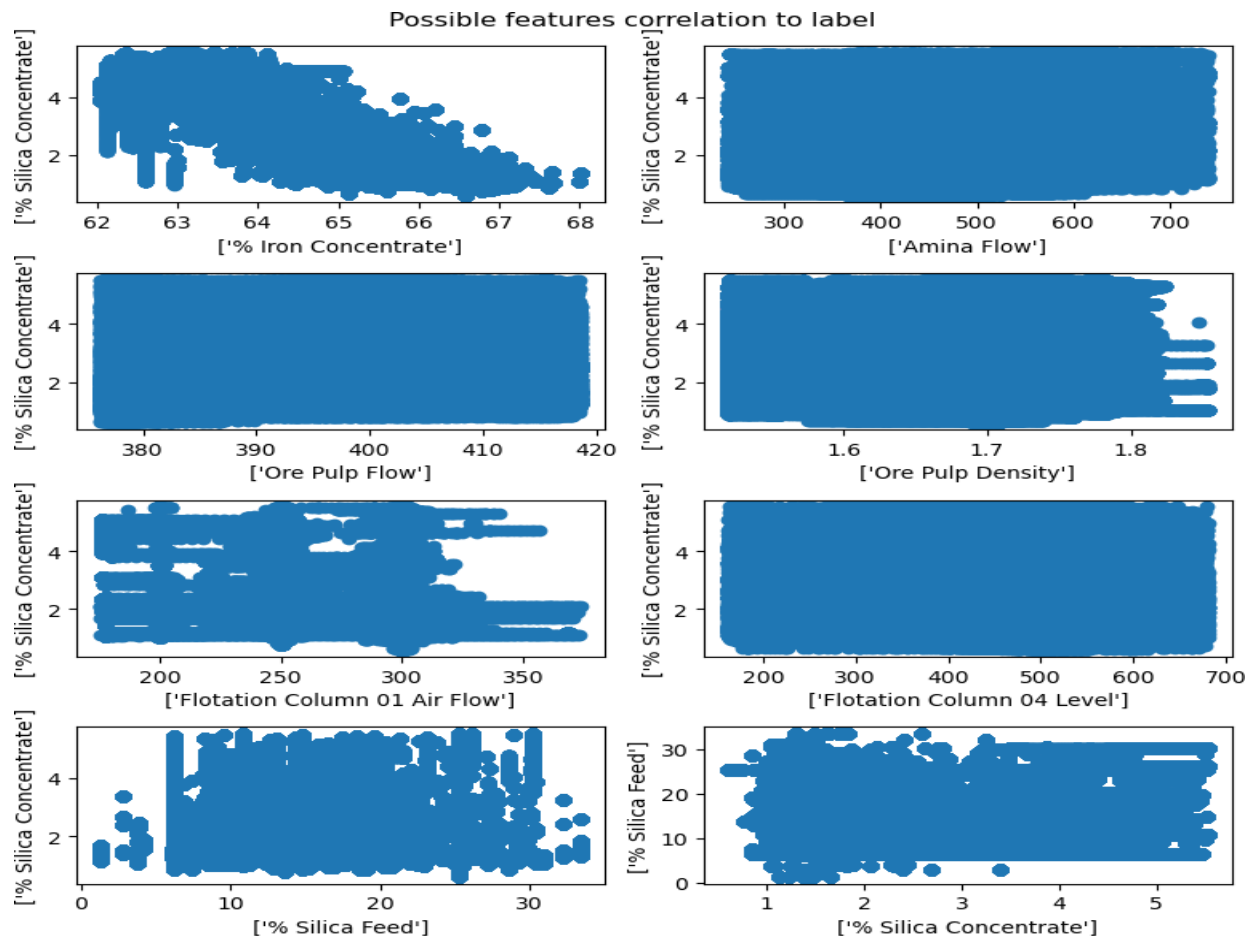 Possible features correlation to label
['% Silica Concentrate']
4
2
62 63 64 65 66 67 68
['% Iron Concentrate']
['% Silica Concentrate']
4
2
300 400 500 600 700
['Amina Flow']
['% Silica Concentrate']
4
2
380 390 400 410 420
['Ore Pulp Flow']
['% Silica Concentrate']
4
2
1.6 1.7 1.8
['Ore Pulp Density']
['% Silica Concentrate']
4
2
200 250 300 350
['Flotation Column 01 Air Flow']
['% Silica Concentrate']
4
2
200 300 400 500 600 700
['Flotation Column 04 Level']
['% Silica Concentrate']
4
2
0 10 20 30
['% Silica Feed']
['% Silica Feed']
30
20
10
0
1 2 3 4 5
['% Silica Concentrate']